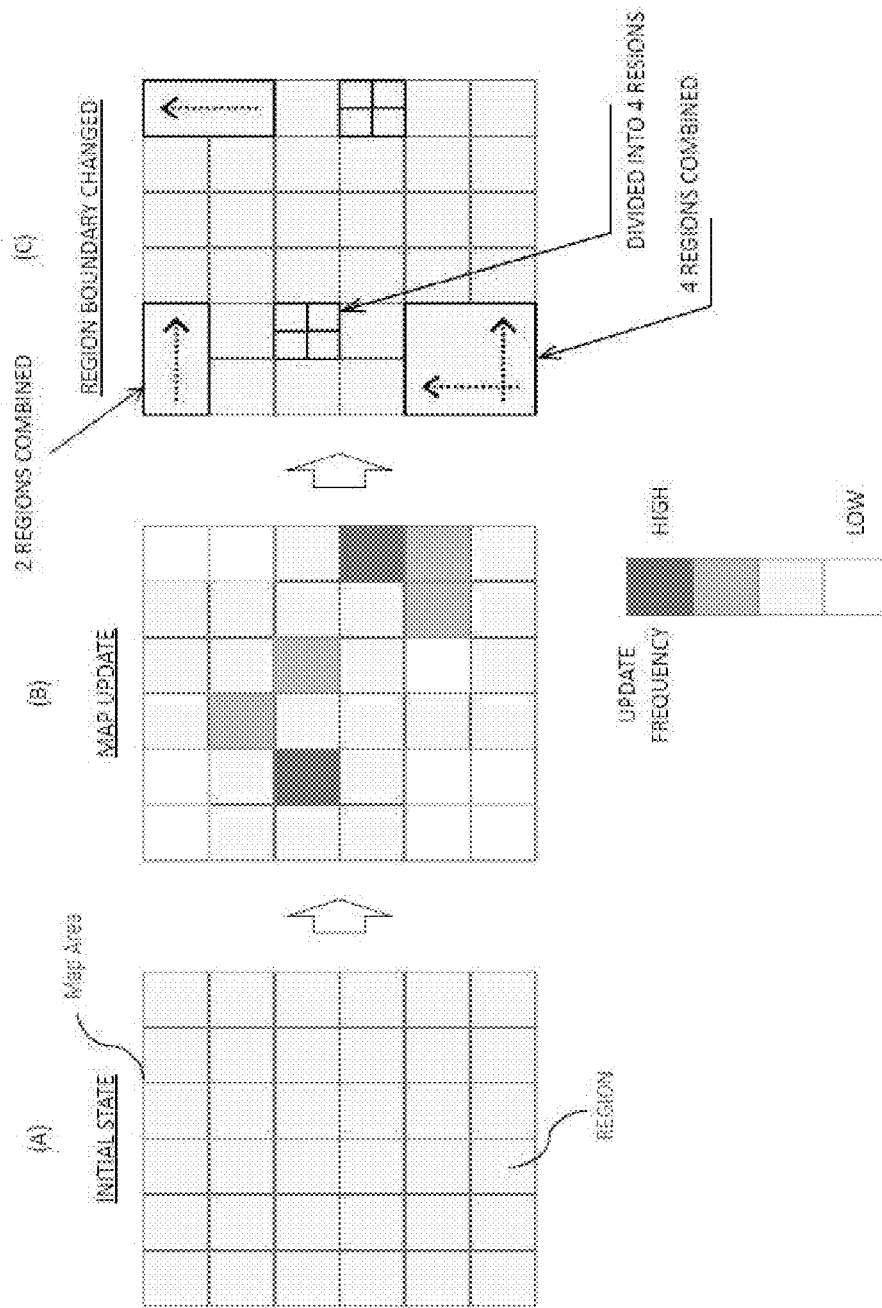 (A)
INITIAL STATE
Map Area
REGION
(B)
MAP UPDATE
UPDATE
FREQUENCY
HIGH
LOW
(C)
REGION BOUNDARY CHANGED
2 REGIONS COMBINED
DIVIDED INTO 4 RESIONS
4 REGIONS COMBINED